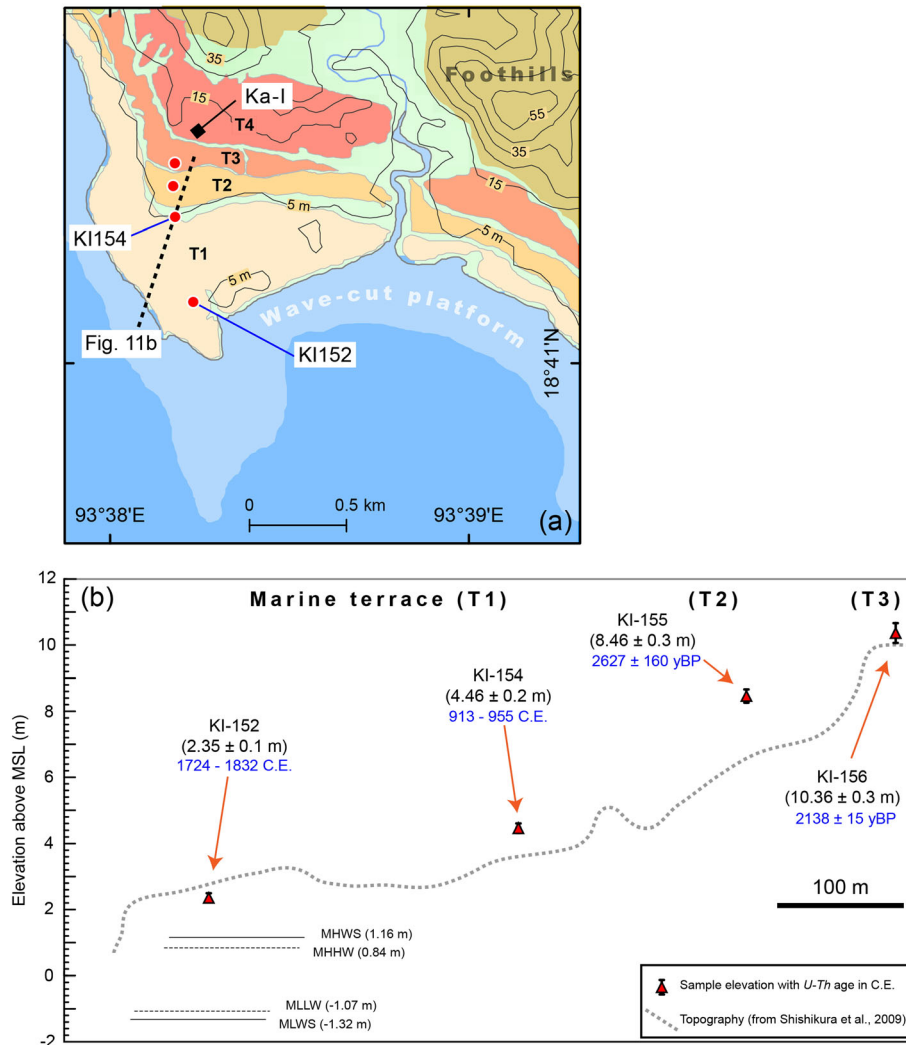 35
Foothills
Ka-I
15
T4
55
35
T3
15
T2
5 m
5 m
KI154
T1
5 m
Wave-cut platform
Fig. 11b
KI152
18°41'N
0 0.5 km
93°38'E
93°39'E
(a)
12
(b)
Marine terrace (T1)
(T2)
(T3)
KI-155
(8.46 ± 0.3 m)
2627 ± 160 yBP
10
KI-154
(4.46 ± 0.2 m)
913 - 955 C.E.
8
KI-152
(2.35 ± 0.1 m)
1724 - 1832 C.E.
6
KI-156
(10.36 ± 0.3 m)
2138 ± 15 yBP
4
100 m
2
MHWS (1.16 m)
MHHW (0.84 m)
0
MLLW (-1.07 m)
MLWS (-1.32 m)
-2
Elevation above MSL (m)
Sample elevation with U-Th age in C.E.
Topography (from Shishikura et al., 2009)